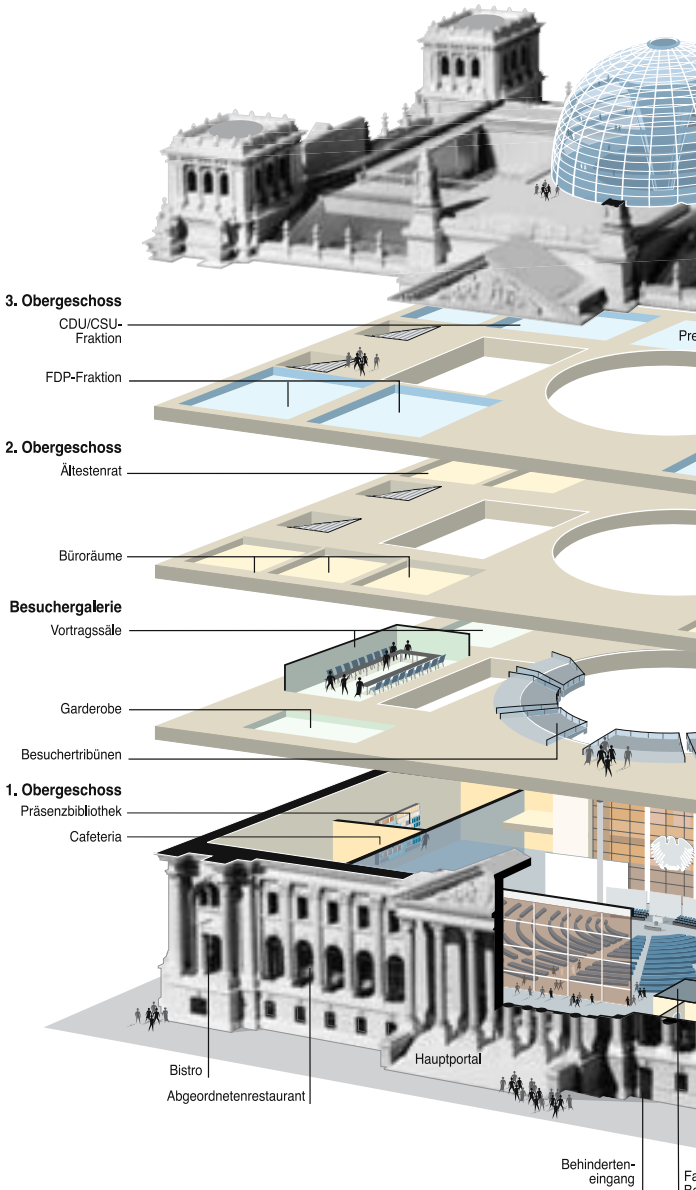 3. Obergeschoss
CDU/CSU-
Fraktion
Pre
FDP-Fraktion
2. Obergeschoss
Ältestenrat
Büroräume
Besuchergalerie
Vortragssäle
Garderobe
Besuchertribünen
1. Obergeschoss
Präsenzbibliothek
Cafeteria
Hauptportal
Bistro
Abgeordnetenrestaurant
Behinderten-
eingang
Fa